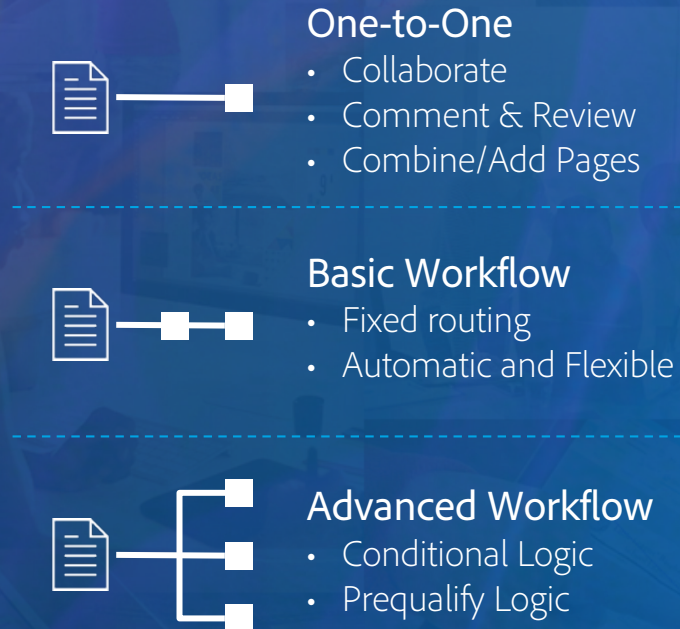 One-to-One
• Collaborate
• Comment & Review
• Combine/Add Pages
Basic Workflow
• Fixed routing
• Automatic and Flexible
Advanced Workflow
• Conditional Logic
• Prequalify Logic